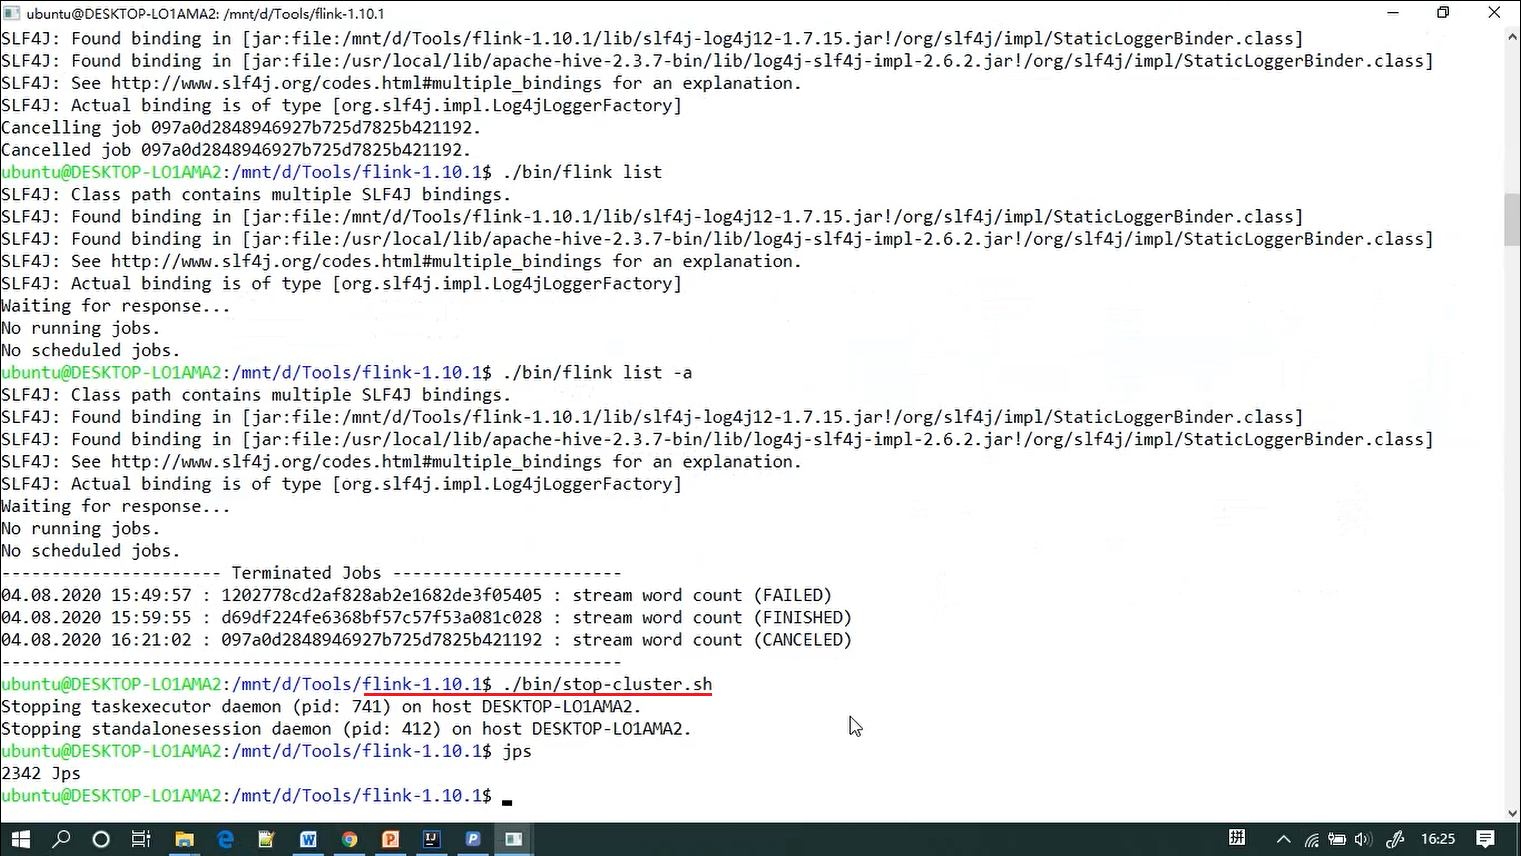 ubuntu@DESKTOP-LO1AMA2: /mnt/d/Tools/flink-1.10.1
SLF4J: Found binding in [jar:file:/mnt/d/Tools/flink-1.10.1/lib/slf4j-log4j12-1.7.15.jar!/org/slf4j/impl/StaticLoggerBinder.class]
SLF4J: Found binding in [jar:file:/usr/local/lib/apache-hive-2.3.7-bin/lib/log4j-slf4j-impl-2.6.2.jar!/org/slf4j/impl/StaticLoggerBinder.class]
SLF4J: See http://www.slf4j.org/codes.html#multiple_bindings for an explanation.
SLF4J: Actual binding is of type [org.slf4j.impl.Log4jLoggerFactory]
Cancelling job 097a0d2848946927b725d7825b421192.
Cancelled job 097a0d2848946927b725d7825b421192.
ubuntu@DESKTOP-LO1AMA2:/mnt/d/Tools/flink-1.10.1$ ./bin/flink list
SLF4J: Class path contains multiple SLF4J bindings.
SLF4J: Found binding in [jar:file:/mnt/d/Tools/flink-1.10.1/lib/slf4j-log4j12-1.7.15.jar!/org/slf4j/impl/StaticLoggerBinder.class]
SLF4J: Found binding in [jar:file:/usr/local/lib/apache-hive-2.3.7-bin/lib/log4j-slf4j-impl-2.6.2.jar!/org/slf4j/impl/StaticLoggerBinder.class]
SLF4J: See http://www.slf4j.org/codes.html#multiple_bindings for an explanation.
SLF4J: Actual binding is of type [org.slf4j.impl.Log4jLoggerFactory]
Waiting for response...
No running jobs.
No scheduled jobs.
ubuntu@DESKTOP-LO1AMA2:/mnt/d/Tools/flink-1.10.1$ ./bin/flink list -a
SLF4J: Class path contains multiple SLF4J bindings.
SLF4J: Found binding in [jar:file:/mnt/d/Tools/flink-1.10.1/lib/slf4j-log4j12-1.7.15.jar!/org/slf4j/impl/StaticLoggerBinder.class]
SLF4J: Found binding in [jar:file:/usr/local/lib/apache-hive-2.3.7-bin/lib/log4j-slf4j-impl-2.6.2.jar!/org/slf4j/impl/StaticLoggerBinder.class]
SLF4J: See http://www.slf4j.org/codes.html#multiple_bindings for an explanation.
SLF4J: Actual binding is of type [org.slf4j.impl.Log4jLoggerFactory]
Waiting for response...
No running jobs.
No scheduled jobs.
---------------------- Terminated Jobs -----------------------
04.08.2020 15:49:57 : 1202778cd2af828ab2e1682de3f05405 : stream word count (FAILED)
04.08.2020 15:59:55 : d69df224fe6368bf57c57f53a081c028 : stream word count (FINISHED)
04.08.2020 16:21:02 : 097a0d2848946927b725d7825b421192 : stream word count (CANCELED)
--------------------------------------------------------------
ubuntu@DESKTOP-LO1AMA2:/mnt/d/Tools/flink-1.10.1$ ./bin/stop-cluster.sh
Stopping taskexecutor daemon (pid: 741) on host DESKTOP-LO1AMA2.
Stopping standalonesession daemon (pid: 412) on host DESKTOP-LO1AMA2.
ubuntu@DESKTOP-LO1AMA2:/mnt/d/Tools/flink-1.10.1$ jps
2342 Jps
ubuntu@DESKTOP-LO1AMA2:/mnt/d/Tools/flink-1.10.1$
拼 16:25